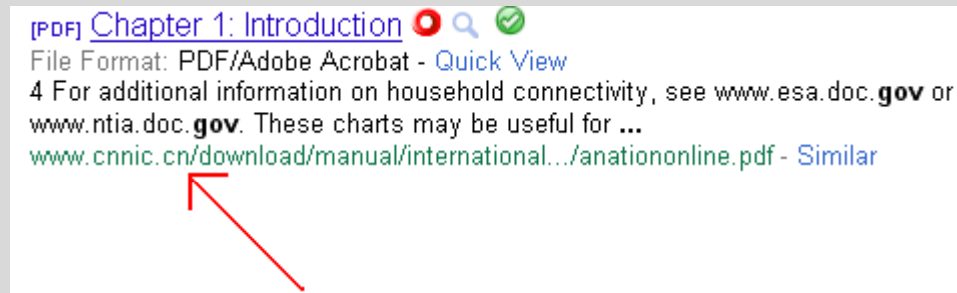 [PDF] Chapter 1: Introduction
File Format: PDF/Adobe Acrobat - Quick View
4 For additional information on household connectivity, see www.esa.doc.gov or
www.ntia.doc.gov. These charts may be useful for ...
www.cnnic.cn/download/manual/international.../anationonline.pdf - Similar